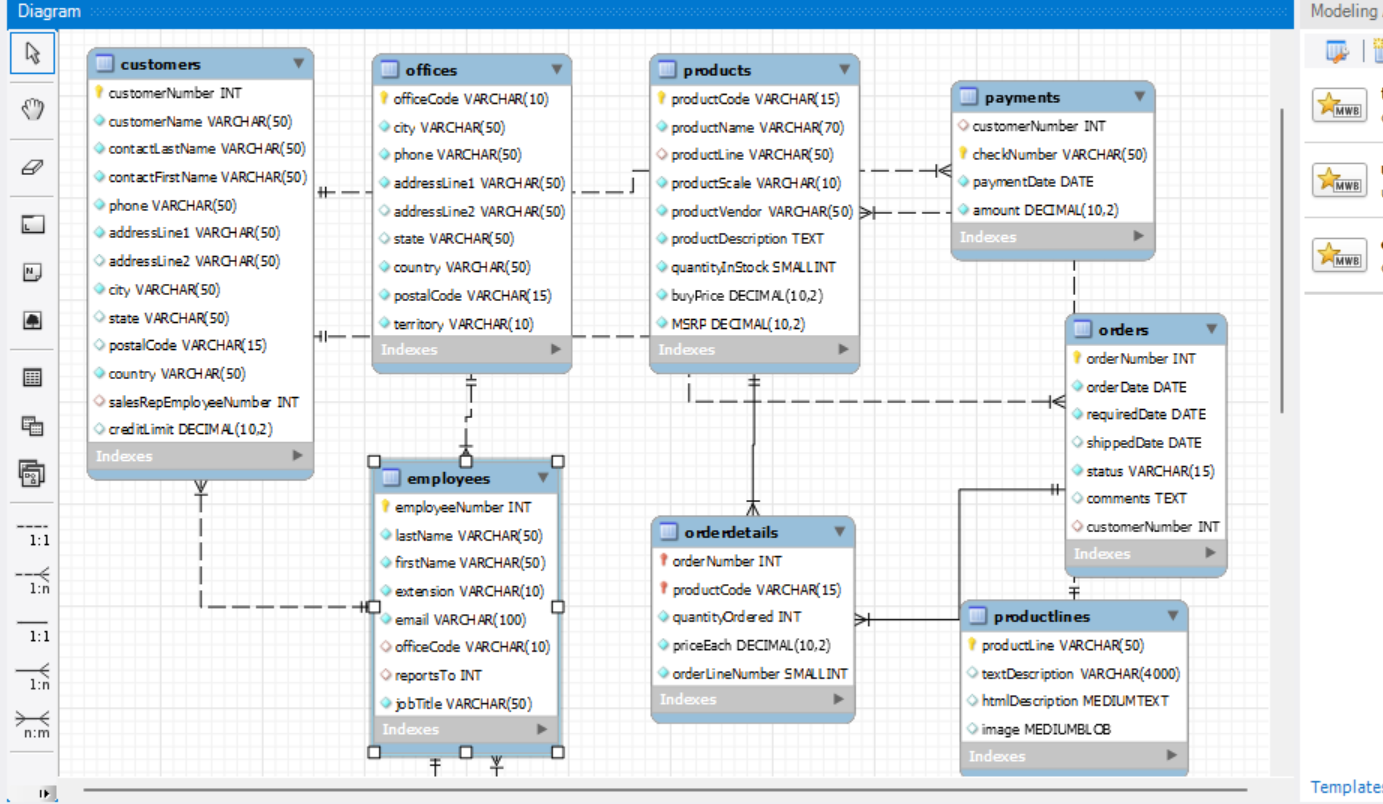 Diagram
Modeling
customers
customerNumber INT
customerName VARCHAR(50)
contactLastName VARCHAR(50)
contactFirstName VARCHAR(50)
phone VARCHAR(50)
addressLine1 VARCHAR(50)
addressLine2 VARCHAR(50)
city VARCHAR(50)
state VARCHAR(50)
postalCode VARCHAR(15)
country VARCHAR(50)
salesRepEmployeeNumber INT
creditLimit DECIMAL(10,2)
Indexes
offices
officeCode VARCHAR(10)
city VARCHAR(50)
phone VARCHAR(50)
addressLine1 VARCHAR(50)
addressLine2 VARCHAR(50)
state VARCHAR(50)
country VARCHAR(50)
postalCode VARCHAR(15)
territory VARCHAR(10)
Indexes
products
productCode VARCHAR(15)
productName VARCHAR(70)
productLine VARCHAR(50)
productScale VARCHAR(10)
productVendor VARCHAR(50)
productDescription TEXT
quantityInStock SMALLINT
buyPrice DECIMAL(10,2)
MSRP DECIMAL(10,2)
Indexes
payments
customerNumber INT
checkNumber VARCHAR(50)
paymentDate DATE
amount DECIMAL(10,2)
Indexes
orders
orderNumber INT
orderDate DATE
requiredDate DATE
shippedDate DATE
status VARCHAR(15)
comments TEXT
customerNumber INT
Indexes
employees
employeeNumber INT
lastName VARCHAR(50)
firstName VARCHAR(50)
extension VARCHAR(10)
email VARCHAR(100)
officeCode VARCHAR(10)
reportsTo INT
jobTitle VARCHAR(50)
Indexes
orderdetails
orderNumber INT
productCode VARCHAR(15)
quantityOrdered INT
priceEach DECIMAL(10,2)
orderLineNumber SMALLINT
Indexes
productlines
productLine VARCHAR(50)
textDescription VARCHAR(4000)
htmlDescription MEDIUMTEXT
image MEDIUMBLOB
Indexes
1:1
1:n
1:1
1:n
n:m
MWB
MWB
MWB
Templates